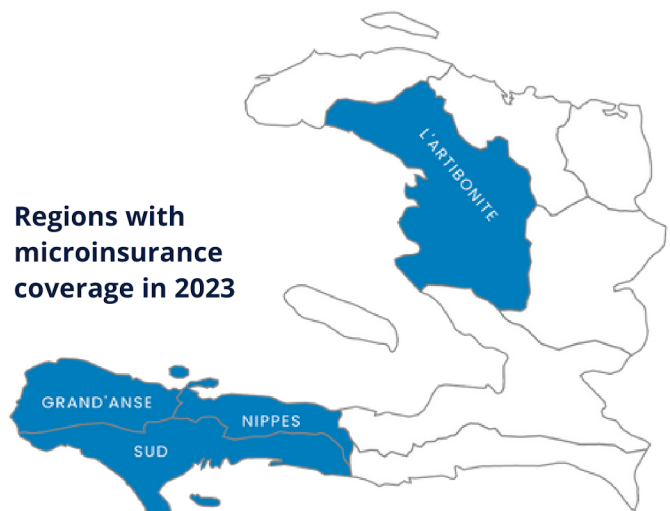 L'ARTIBONITE
Regions with
microinsurance
coverage in 2023
GRAND'ANSE
NIPPES
SUD